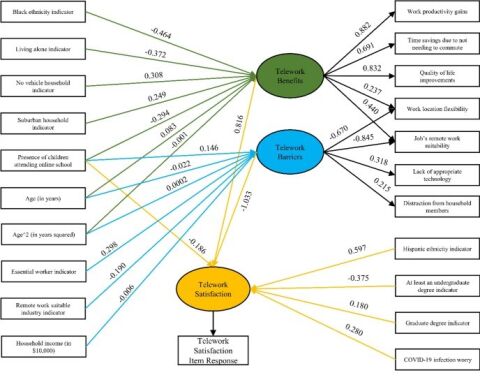 Black ethnicity indicator
Living alone indicator
No vehicle household
indicator
Suburban household
indicator
Presence of children
attending online school
Age (in years)
Age^2 (in years squared)
Essential worker indicator
Remote work suitable
industry indicator
Household income (in
$10,000)
-0.464
-0.372
0.308
0.249
-0.294
0.083
-0.001
0.146
-0.022
0.0002
0.298
-0.190
-0.006
-0.186
0.816
-1.033
Telework
Benefits
Telework
Barriers
Telework
Satisfaction
Telework
Satisfaction
Item Response
0.882
0.691
0.832
0.237
0.440
-0.670
-0.845
0.318
0.215
Work productivity gains
Time savings due to not
needing to commute
Quality of life
improvements
Work location flexibility
Job's remote work
suitability
Lack of appropriate
technology
Distraction from household
members
0.597
-0.375
0.180
0.280
Hispanic ethnicity indicator
At least an undergraduate
degree indicator
Graduate degree indicator
COVID-19 infection worry